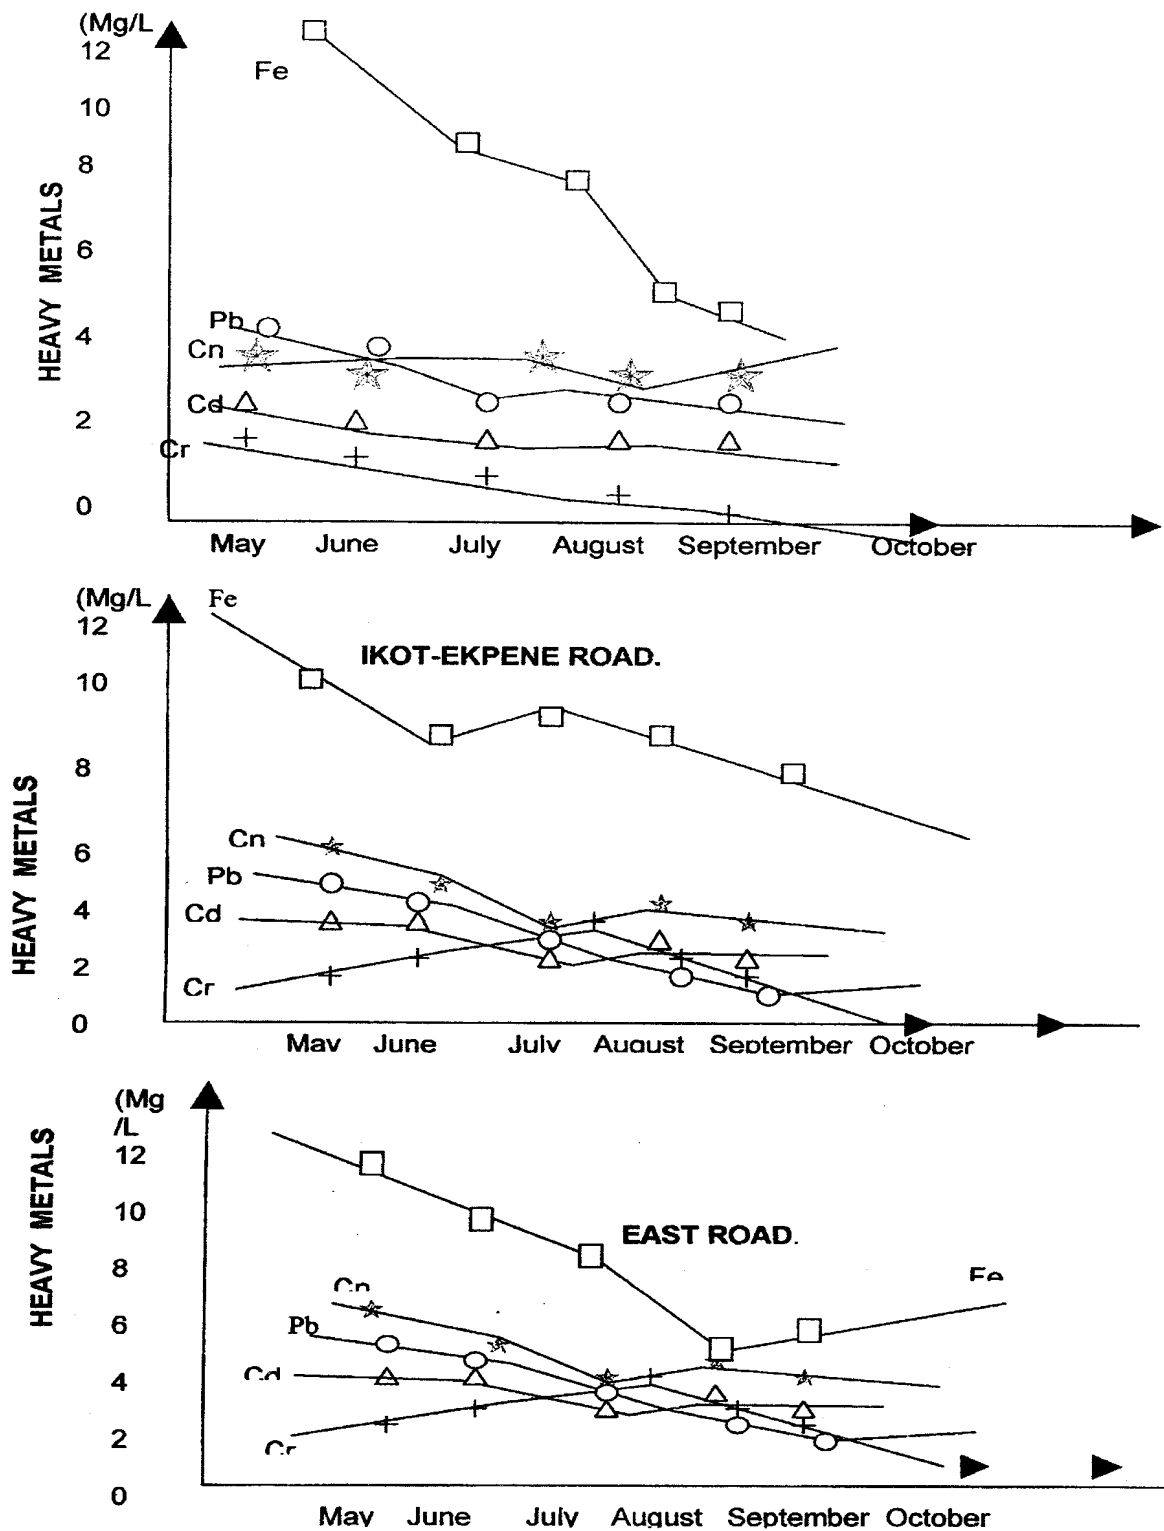 (Mg/L
12
Fe
10
8
HEAVY METALS
6
4
Pb
Cn
2
Cd
Cr
0
May June July August September October
(Mg/L
Fe
12
IKOT-EKPENE ROAD.
10
8
HEAVY METALS
Cn
6
Pb
4
Cd
2
Cr
0
May June July August September October
(Mg
/L
12
HEAVY METALS
10
EAST ROAD.
8
Fe
Cn
6
Pb
4
Cd
2
Cr
0
May June July August September October